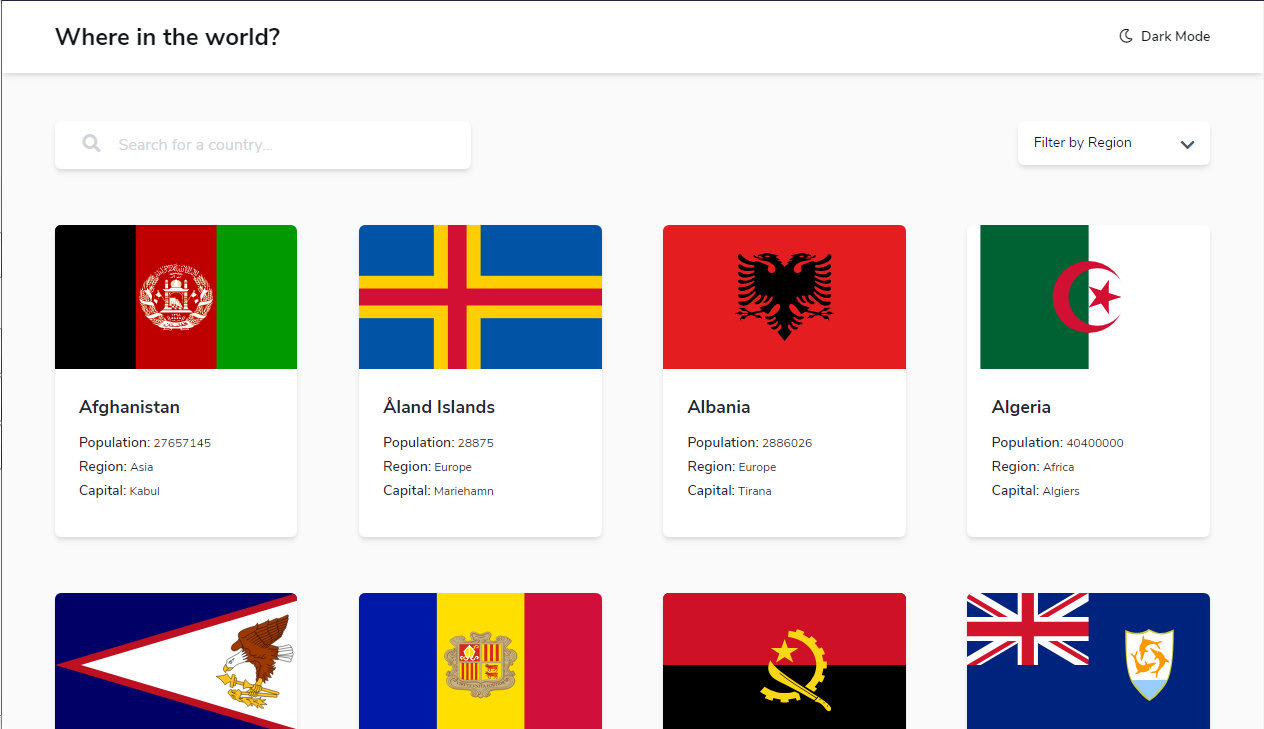 Where in the world?
Dark Mode
Search for a country...
Filter by Region
Afghanistan
Population: 27657145
Region: Asia
Capital: Kabul
Åland Islands
Population: 28875
Region: Europe
Capital: Mariehamn
Albania
Population: 2886026
Region: Europe
Capital: Tirana
Algeria
Population: 40400000
Region: Africa
Capital: Algiers